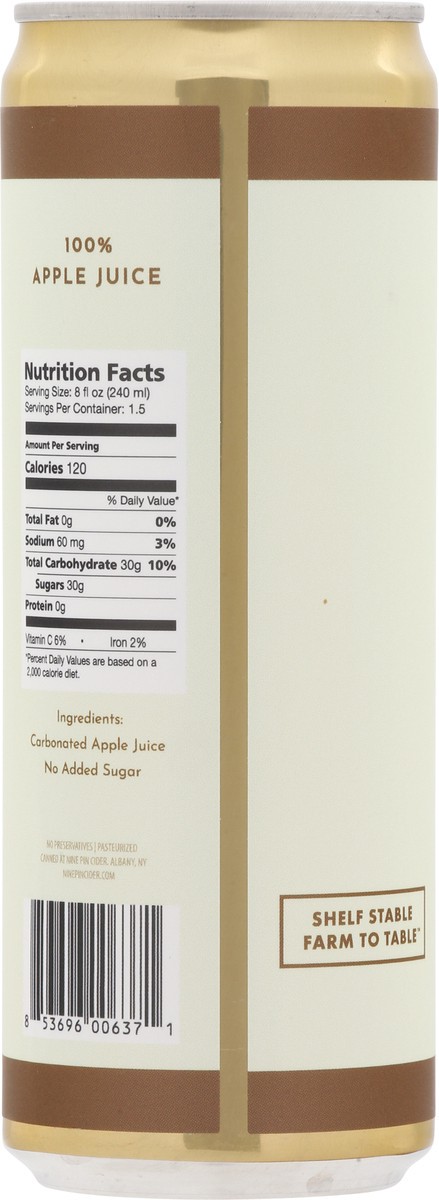 100%
APPLE JUICE
Nutrition Facts
Serving Size: 8 fl oz (240 ml)
Servings Per Container: 1.5
Amount Per Serving
Calories 120
% Daily Value*
Total Fat 0g 0%
Sodium 60 mg 3%
Total Carbohydrate 30g 10%
Sugars 30g
Protein 0g
Vitamin C 6% • Iron 2%
*Percent Daily Values are based on a
2,000 calorie diet.
Ingredients:
Carbonated Apple Juice
No Added Sugar
NO PRESERVATIVES | PASTEURIZED
CANNED AT NINE PIN CIDER. ALBANY, NY
NINEPINCIDER.COM
8 53696 00637 1
SHELF STABLE
FARM TO TABLE™